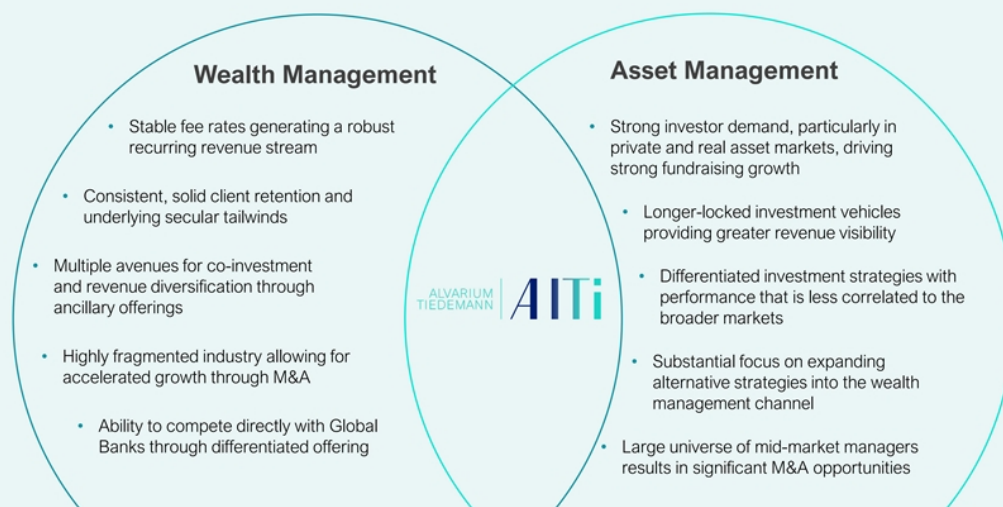 Wealth Management
• Stable fee rates generating a robust
recurring revenue stream
• Consistent, solid client retention and
underlying secular tailwinds
• Multiple avenues for co-investment
and revenue diversification through
ancillary offerings
• Highly fragmented industry allowing for
accelerated growth through M&A
• Ability to compete directly with Global
Banks through differentiated offering
ALVARIUM
TIEDEMANN
AlTi
Asset Management
• Strong investor demand, particularly in
private and real asset markets, driving
strong fundraising growth
• Longer-locked investment vehicles
providing greater revenue visibility
• Differentiated investment strategies with
performance that is less correlated to the
broader markets
• Substantial focus on expanding
alternative strategies into the wealth
management channel
• Large universe of mid-market managers
results in significant M&A opportunities